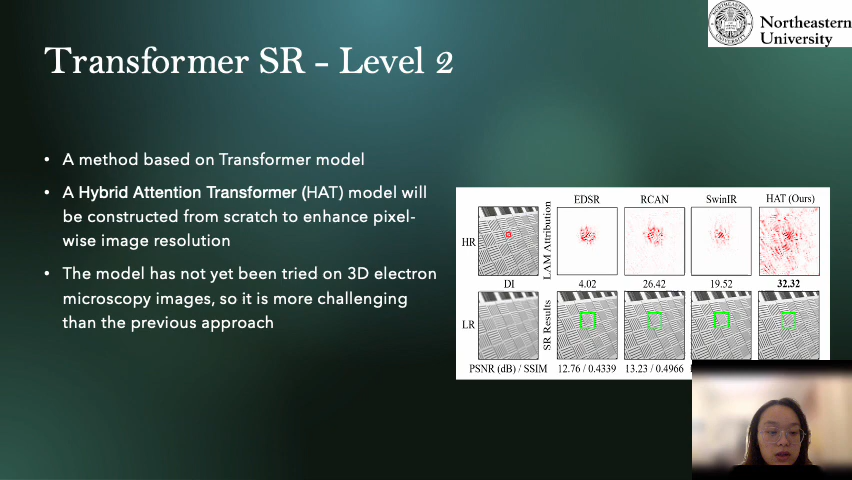 Northeastern
University
Transformer SR – Level 2
• A method based on Transformer model
• A Hybrid Attention Transformer (HAT) model will
be constructed from scratch to enhance pixel-
wise image resolution
• The model has not yet been tried on 3D electron
microscopy images, so it is more challenging
than the previous approach
EDSR RCAN SwinIR HAT (Ours)
HR
LAM Attribution
DI 4.02 26.42 19.52 32.32
LR
SR Results
PSNR (dB) / SSIM 12.76 / 0.4339 13.23 / 0.4966